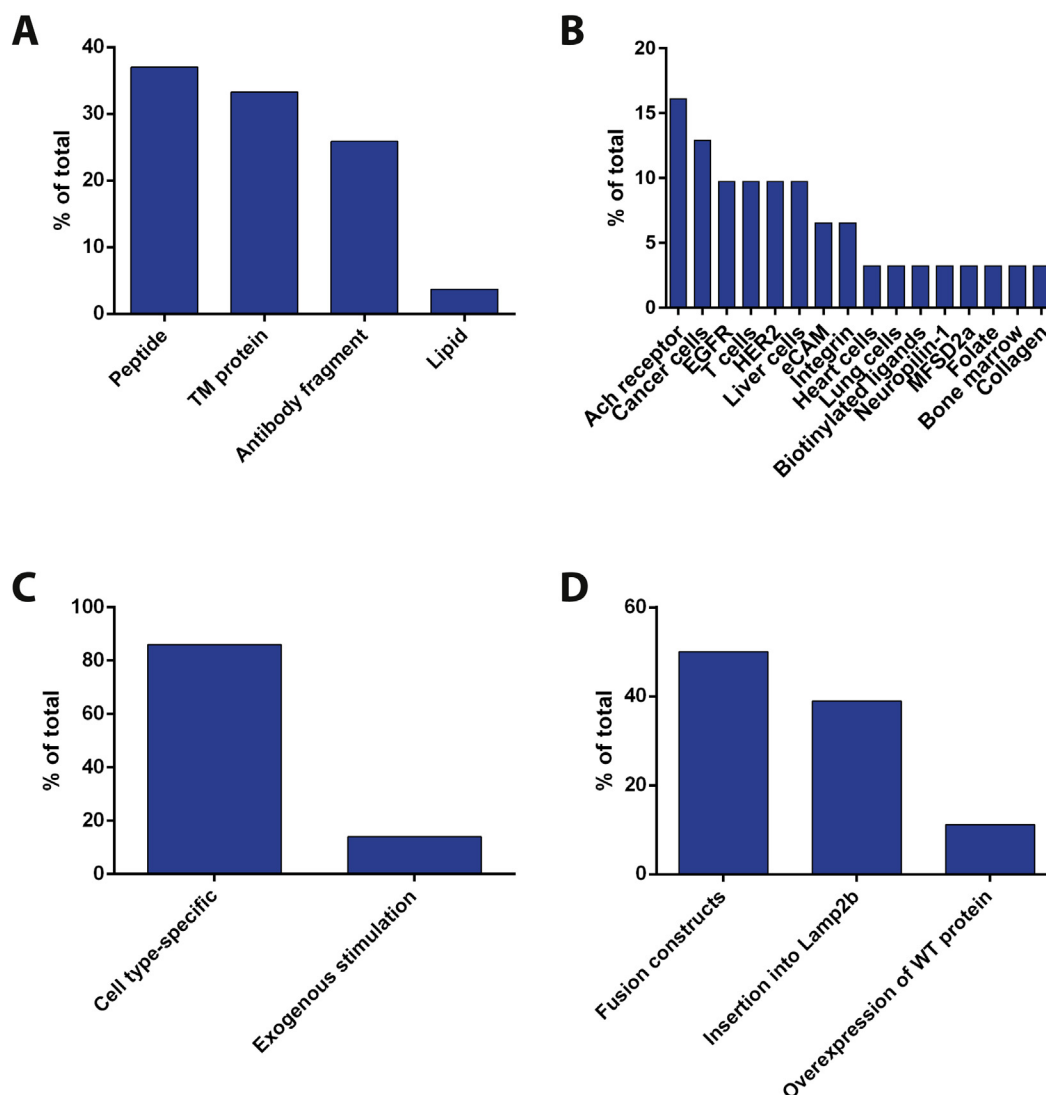 A
% of total
40
30
20
10
0
Peptide
TM protein
Antibody fragment
Lipid
B
% of total
20
15
10
5
0
Ach receptor
Cancer cells
EGFR
T cells
HER2
Liver cells
eCAM
Integrin
Heart cells
Lung cells
Biotinylated ligands
Neuropilin-1
MFSD2a
Folate
Bone marrow
Collagen
C
% of total
100
80
60
40
20
0
Cell type-specific
Exogenous stimulation
D
% of total
60
40
20
0
Fusion constructs
Insertion into Lamp2b
Overexpression of WT protein